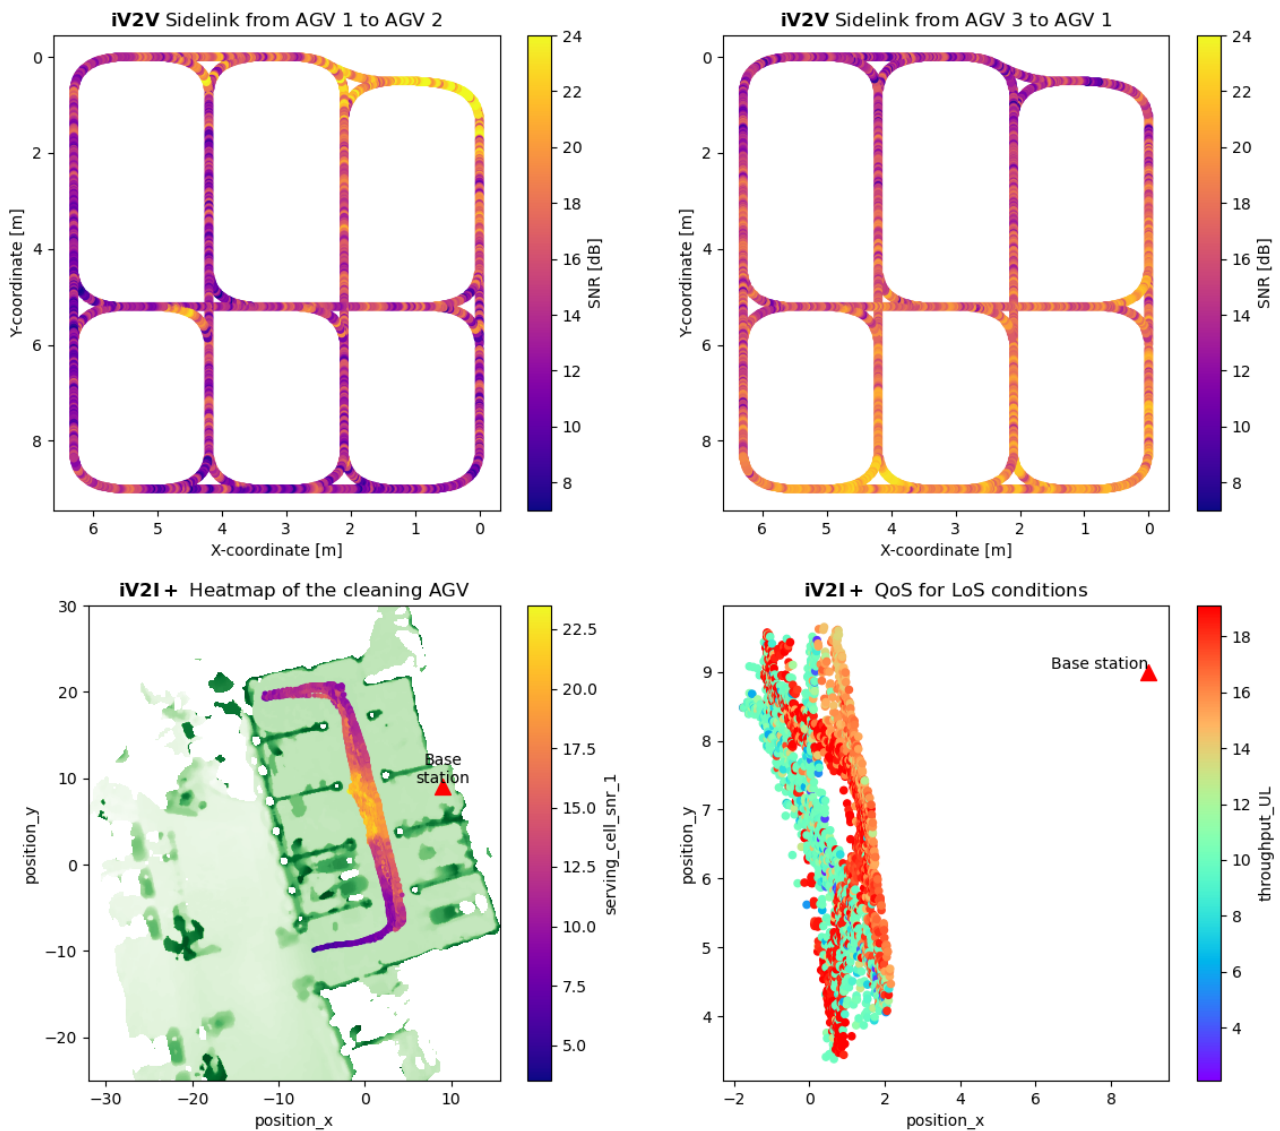 iV2V Sidelink from AGV 1 to AGV 2
0
2
4
6
8
Y-coordinate [m]
6 5 4 3 2 1 0
X-coordinate [m]
24
22
20
18
16
14
12
10
8
SNR [dB]
iV2V Sidelink from AGV 3 to AGV 1
0
2
4
6
8
Y-coordinate [m]
6 5 4 3 2 1 0
X-coordinate [m]
24
22
20
18
16
14
12
10
8
SNR [dB]
iV2I+ Heatmap of the cleaning AGV
30
20
10
0
−10
−20
position_y
Base
station
−30 −20 −10 0 10
position_x
22.5
20.0
17.5
15.0
12.5
10.0
7.5
5.0
serving_cell_snr_1
iV2I+ QoS for LoS conditions
9
8
7
6
5
4
position_y
Base station
−2 0 2 4 6 8
position_x
18
16
14
12
10
8
6
4
throughput_UL